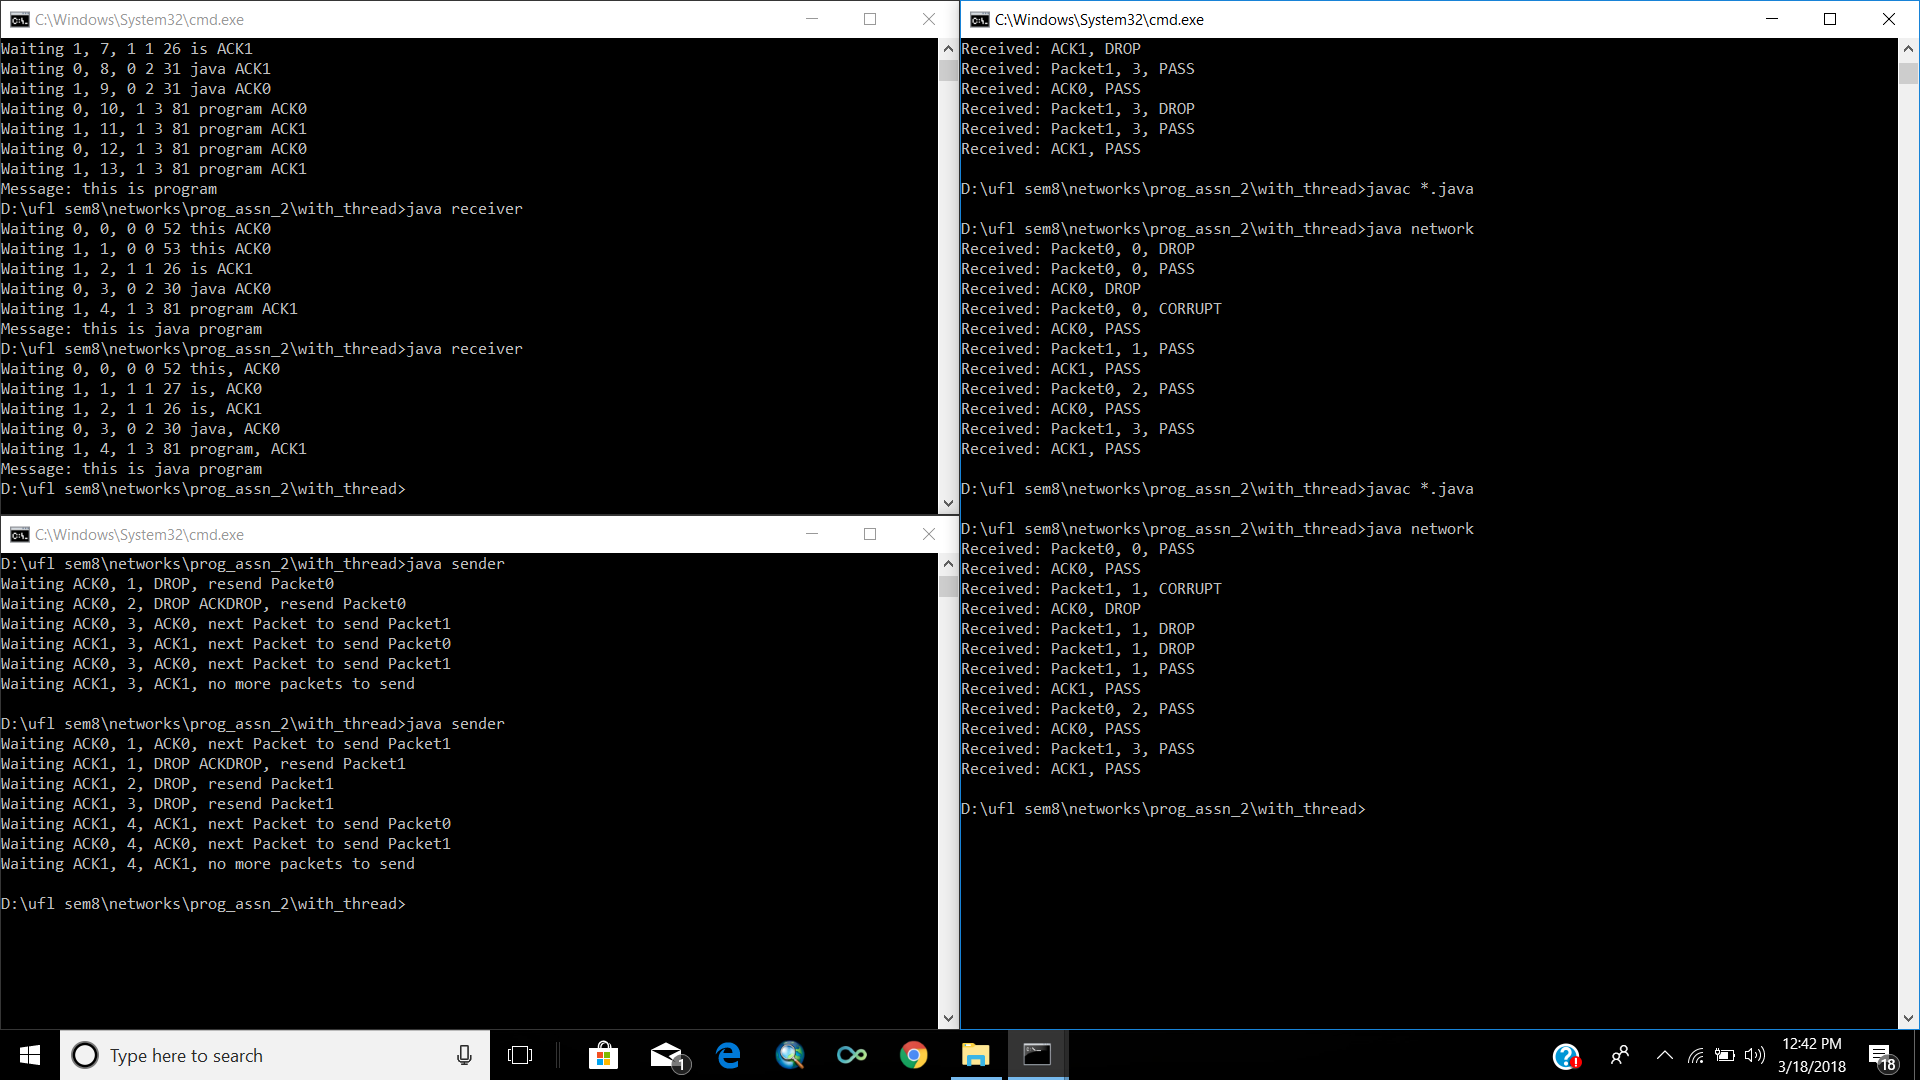 C:\Windows\System32\cmd.exe
Waiting 1, 7, 1 1 26 is ACK1
Waiting 0, 8, 0 2 31 java ACK1
Waiting 1, 9, 0 2 31 java ACK0
Waiting 0, 10, 1 3 81 program ACK0
Waiting 1, 11, 1 3 81 program ACK1
Waiting 0, 12, 1 3 81 program ACK0
Waiting 1, 13, 1 3 81 program ACK1
Message: this is program
D:\ufl sem8\networks\prog_assn_2\with_thread>java receiver
Waiting 0, 0, 0 0 52 this ACK0
Waiting 1, 1, 0 0 53 this ACK0
Waiting 1, 2, 1 1 26 is ACK1
Waiting 0, 3, 0 2 30 java ACK0
Waiting 1, 4, 1 3 81 program ACK1
Message: this is java program
D:\ufl sem8\networks\prog_assn_2\with_thread>java receiver
Waiting 0, 0, 0 0 52 this, ACK0
Waiting 1, 1, 1 1 27 is, ACK0
Waiting 1, 2, 1 1 26 is, ACK1
Waiting 0, 3, 0 2 30 java, ACK0
Waiting 1, 4, 1 3 81 program, ACK1
Message: this is java program
D:\ufl sem8\networks\prog_assn_2\with_thread>
C:\Windows\System32\cmd.exe
D:\ufl sem8\networks\prog_assn_2\with_thread>java sender
Waiting ACK0, 1, DROP, resend Packet0
Waiting ACK0, 2, DROP ACKDROP, resend Packet0
Waiting ACK0, 3, ACK0, next Packet to send Packet1
Waiting ACK1, 3, ACK1, next Packet to send Packet0
Waiting ACK0, 3, ACK0, next Packet to send Packet1
Waiting ACK1, 3, ACK1, no more packets to send
D:\ufl sem8\networks\prog_assn_2\with_thread>java sender
Waiting ACK0, 1, ACK0, next Packet to send Packet1
Waiting ACK1, 1, DROP ACKDROP, resend Packet1
Waiting ACK1, 2, DROP, resend Packet1
Waiting ACK1, 3, DROP, resend Packet1
Waiting ACK1, 4, ACK1, next Packet to send Packet0
Waiting ACK0, 4, ACK0, next Packet to send Packet1
Waiting ACK1, 4, ACK1, no more packets to send
D:\ufl sem8\networks\prog_assn_2\with_thread>
C:\Windows\System32\cmd.exe
Received: ACK1, DROP
Received: Packet1, 3, PASS
Received: ACK0, PASS
Received: Packet1, 3, DROP
Received: Packet1, 3, PASS
Received: ACK1, PASS
D:\ufl sem8\networks\prog_assn_2\with_thread>javac *.java
D:\ufl sem8\networks\prog_assn_2\with_thread>java network
Received: Packet0, 0, DROP
Received: Packet0, 0, PASS
Received: ACK0, DROP
Received: Packet0, 0, CORRUPT
Received: ACK0, PASS
Received: Packet1, 1, PASS
Received: ACK1, PASS
Received: Packet0, 2, PASS
Received: ACK0, PASS
Received: Packet1, 3, PASS
Received: ACK1, PASS
D:\ufl sem8\networks\prog_assn_2\with_thread>javac *.java
D:\ufl sem8\networks\prog_assn_2\with_thread>java network
Received: Packet0, 0, PASS
Received: ACK0, PASS
Received: Packet1, 1, CORRUPT
Received: ACK0, DROP
Received: Packet1, 1, DROP
Received: Packet1, 1, DROP
Received: Packet1, 1, PASS
Received: ACK1, PASS
Received: Packet0, 2, PASS
Received: ACK0, PASS
Received: Packet1, 3, PASS
Received: ACK1, PASS
D:\ufl sem8\networks\prog_assn_2\with_thread>
Type here to search
1
12:42 PM
3/18/2018
18